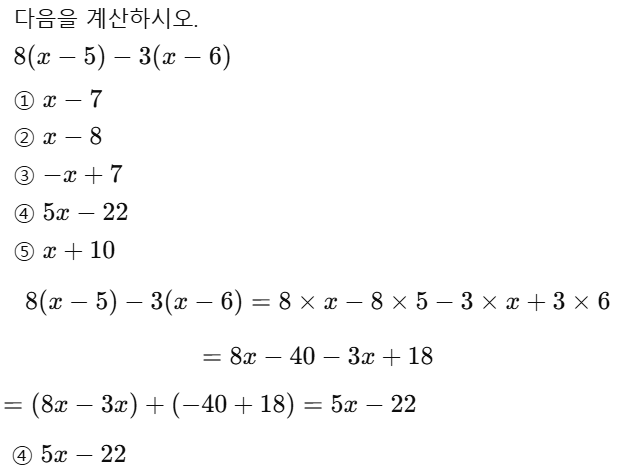 다음을 계산하시오.
8(x − 5) − 3(x − 6)
① x − 7
② x − 8
③ −x + 7
④ 5x − 22
⑤ x + 10
8(x − 5) − 3(x − 6) = 8 × x − 8 × 5 − 3 × x + 3 × 6
= 8x − 40 − 3x + 18
= (8x − 3x) + (−40 + 18) = 5x − 22
④ 5x − 22